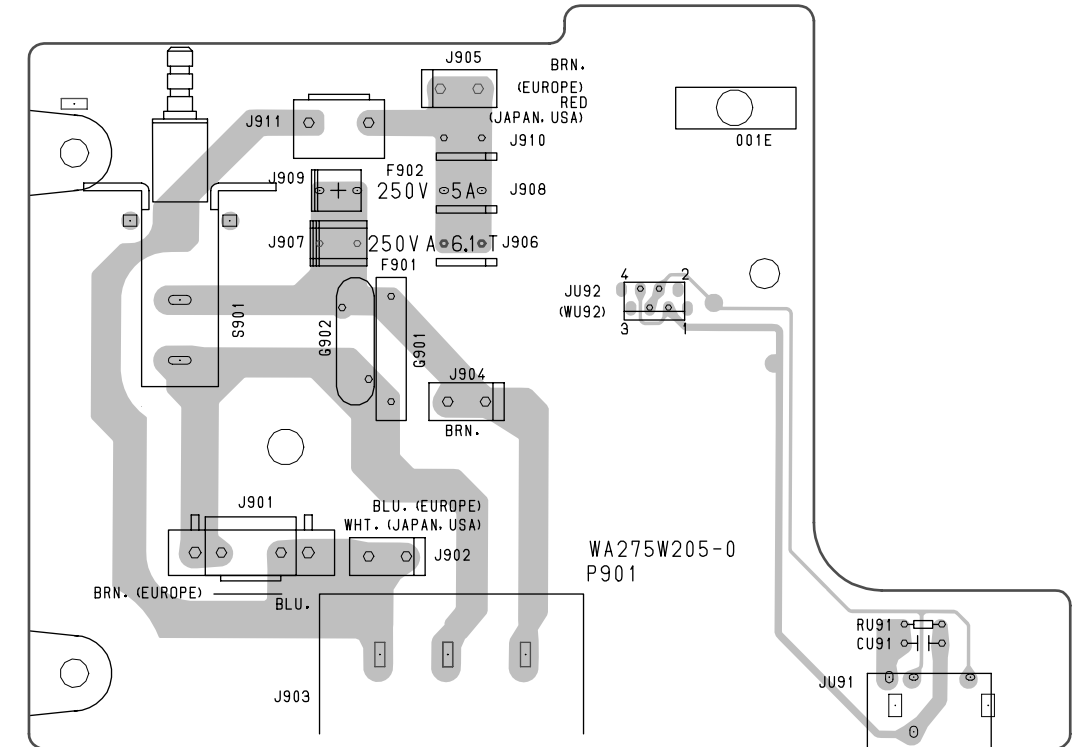 J905
BRN.
(EUROPE)
RED
(JAPAN, USA)
J911
J910
001E
J909
F902
250V 5A
J908
J907
250V A 6.1 T
J906
F901
4 2
JU92
(WU92)
3 1
S901
G902
G901
J904
BRN.
J901
BLU. (EUROPE)
WHT. (JAPAN, USA)
J902
WA275W205-0
P901
BRN. (EUROPE)
BLU.
RU91
CU91
JU91
J903